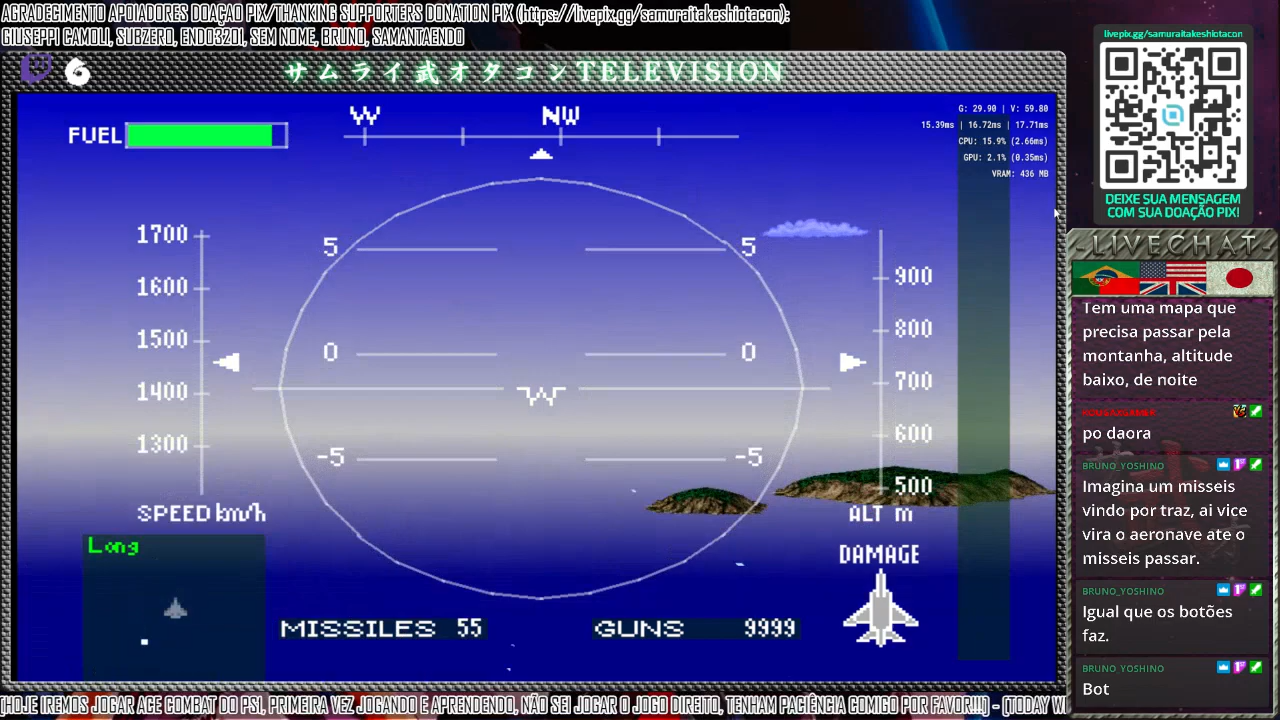 AGRADECIMENTO APOIADORES DOAÇÃO PIX/THANKING SUPPORTERS DONATION PIX (https://livepix.gg/samuraitakeshiotacon):
GIUSEPPI CAMOLI, SUBZERO, ENDO3201, SEM NOME, BRUNO, SAMANTAENDO
6
サムライ武オタコンTELEVISION
livepix.gg/samuraitakeshiotacon
DEIXE SUA MENSAGEM
COM SUA DOAÇÃO PIX!
G: 29.90 | V: 59.80
15.39ms | 16.72ms | 17.71ms
CPU: 15.9% (2.66ms)
GPU: 2.1% (0.35ms)
VRAM: 436 MB
FUEL
W
NW
1700
1600
1500
1400
1300
SPEED km/h
5
5
0
0
-5
-5
900
800
700
600
500
ALT m
DAMAGE
Long
MISSILES 55
GUNS 9999
-LIVECHAT-
Tem uma mapa que
precisa passar pela
montanha, altitude
baixo, de noite
ROUGAXGAMER
po daora
BRUNO_YOSHINO
Imagina um misseis
vindo por traz, ai vice
vira o aeronave ate o
misseis passar.
BRUNO_YOSHINO
Igual que os botões
faz.
BRUNO_YOSHINO
Bot
[HOJE IREMOS JOGAR ACE COMBAT DO PS1, PRIMEIRA VEZ JOGANDO E APRENDENDO, NÃO SEI JOGAR O JOGO DIREITO, TENHAM PACIÊNCIA COMIGO POR FAVOR!!!] - [TODAY W